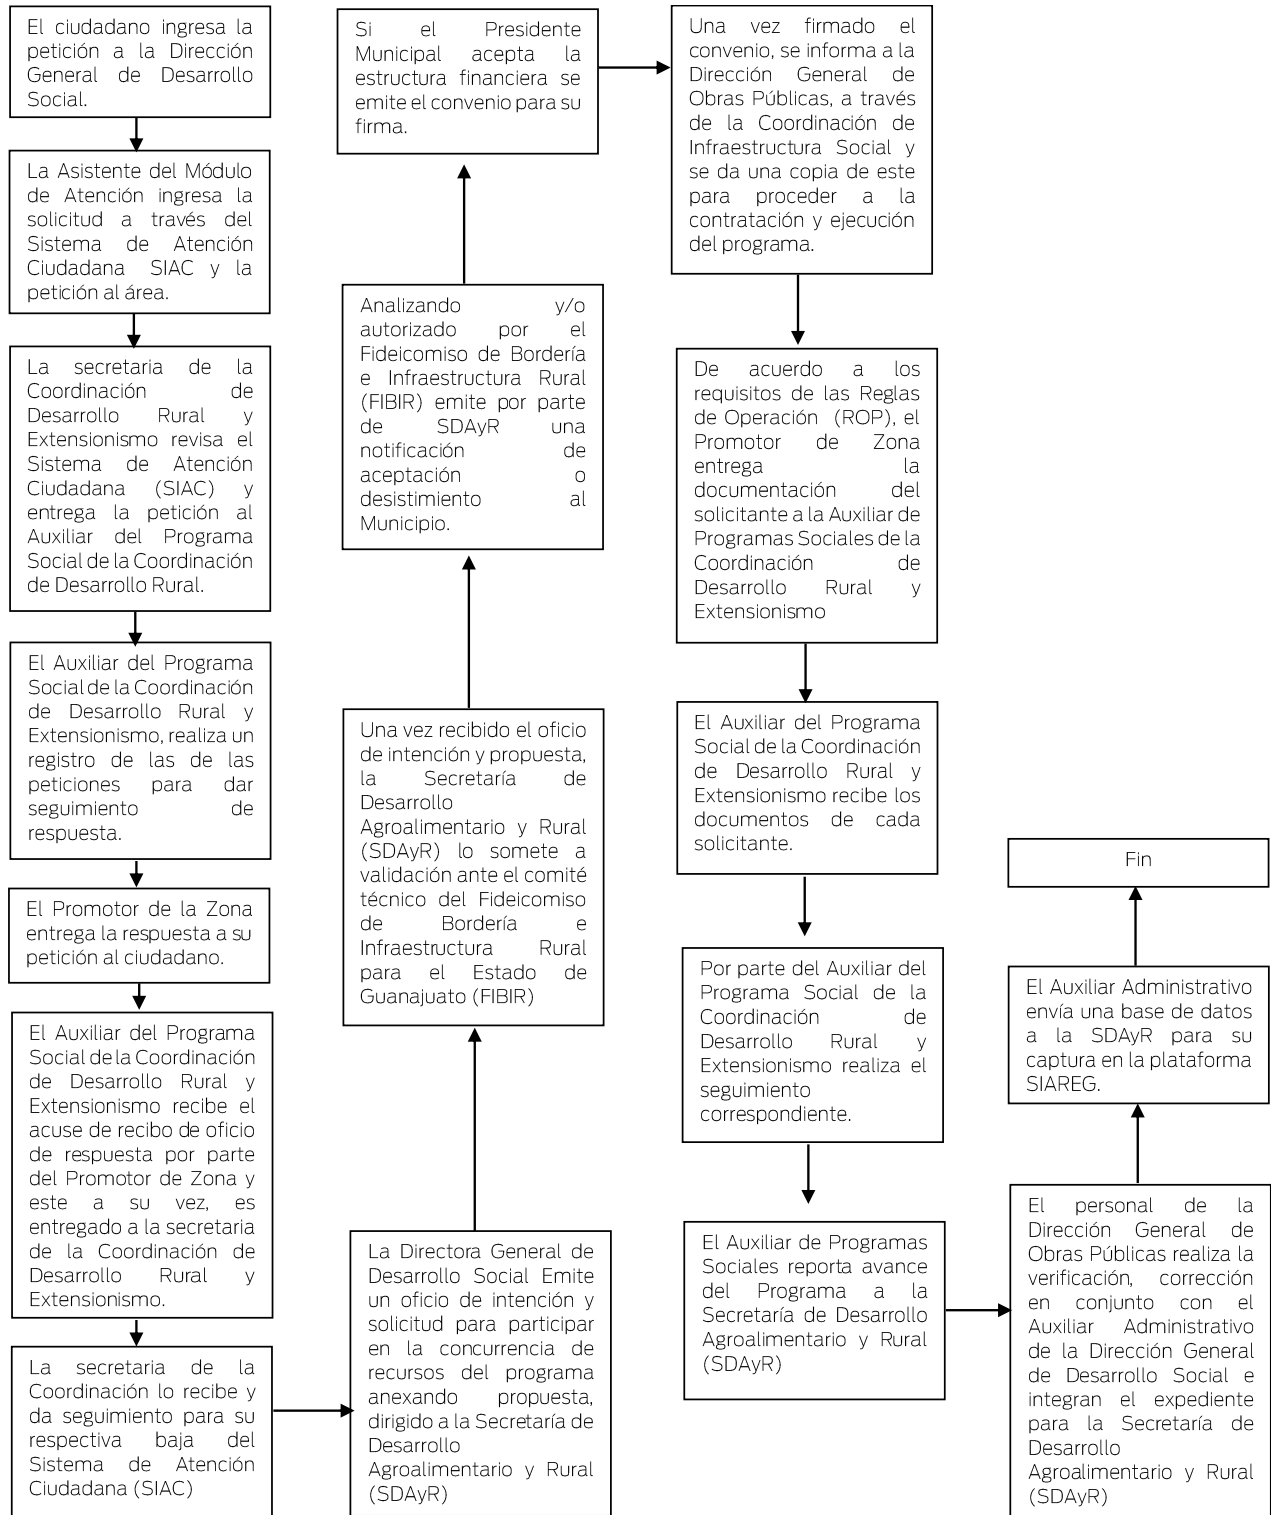 El ciudadano ingresa la
petición a la Dirección
General de Desarrollo
Social.
La Asistente del Módulo
de Atención ingresa la
solicitud a través del
Sistema de Atención
Ciudadana SIAC y la
petición al área.
La secretaria de la
Coordinación de
Desarrollo Rural y
Extensionismo revisa el
Sistema de Atención
Ciudadana (SIAC) y
entrega la petición al
Auxiliar del Programa
Social de la Coordinación
de Desarrollo Rural.
El Auxiliar del Programa
Social de la Coordinación
de Desarrollo Rural y
Extensionismo, realiza un
registro de las de las
peticiones para dar
seguimiento de
respuesta.
El Promotor de la Zona
entrega la respuesta a su
petición al ciudadano.
El Auxiliar del Programa
Social de la Coordinación
de Desarrollo Rural y
Extensionismo recibe el
acuse de recibo de oficio
de respuesta por parte
del Promotor de Zona y
este a su vez, es
entregado a la secretaria
de la Coordinación de
Desarrollo Rural y
Extensionismo.
La secretaria de la
Coordinación lo recibe y
da seguimiento para su
respectiva baja del
Sistema de Atención
Ciudadana (SIAC)
La Directora General de
Desarrollo Social Emite
un oficio de intención y
solicitud para participar
en la concurrencia de
recursos del programa
anexando propuesta,
dirigido a la Secretaría de
Desarrollo
Agroalimentario y Rural
(SDAyR)
Una vez recibido el oficio
de intención y propuesta,
la Secretaría de
Desarrollo
Agroalimentario y Rural
(SDAyR) lo somete a
validación ante el comité
técnico del Fideicomiso
de Bordería e
Infraestructura Rural
para el Estado de
Guanajuato (FIBIR)
Analizando y/o
autorizado por el
Fideicomiso de Bordería
e Infraestructura Rural
(FIBIR) emite por parte
de SDAyR una
notificación de
aceptación o
desistimiento al
Municipio.
Si el Presidente
Municipal acepta la
estructura financiera se
emite el convenio para su
firma.
Una vez firmado el
convenio, se informa a la
Dirección General de
Obras Públicas, a través
de la Coordinación de
Infraestructura Social y
se da una copia de este
para proceder a la
contratación y ejecución
del programa.
De acuerdo a los
requisitos de las Reglas
de Operación (ROP), el
Promotor de Zona
entrega la
documentación del
solicitante a la Auxiliar de
Programas Sociales de la
Coordinación de
Desarrollo Rural y
Extensionismo
El Auxiliar del Programa
Social de la Coordinación
de Desarrollo Rural y
Extensionismo recibe los
documentos de cada
solicitante.
Por parte del Auxiliar del
Programa Social de la
Coordinación de
Desarrollo Rural y
Extensionismo realiza el
seguimiento
correspondiente.
El Auxiliar de Programas
Sociales reporta avance
del Programa a la
Secretaría de Desarrollo
Agroalimentario y Rural
(SDAyR)
El personal de la
Dirección General de
Obras Públicas realiza la
verificación, corrección
en conjunto con el
Auxiliar Administrativo
de la Dirección General
de Desarrollo Social e
integran el expediente
para la Secretaría de
Desarrollo
Agroalimentario y Rural
(SDAyR)
El Auxiliar Administrativo
envía una base de datos
a la SDAyR para su
captura en la plataforma
SIAREG.
Fin